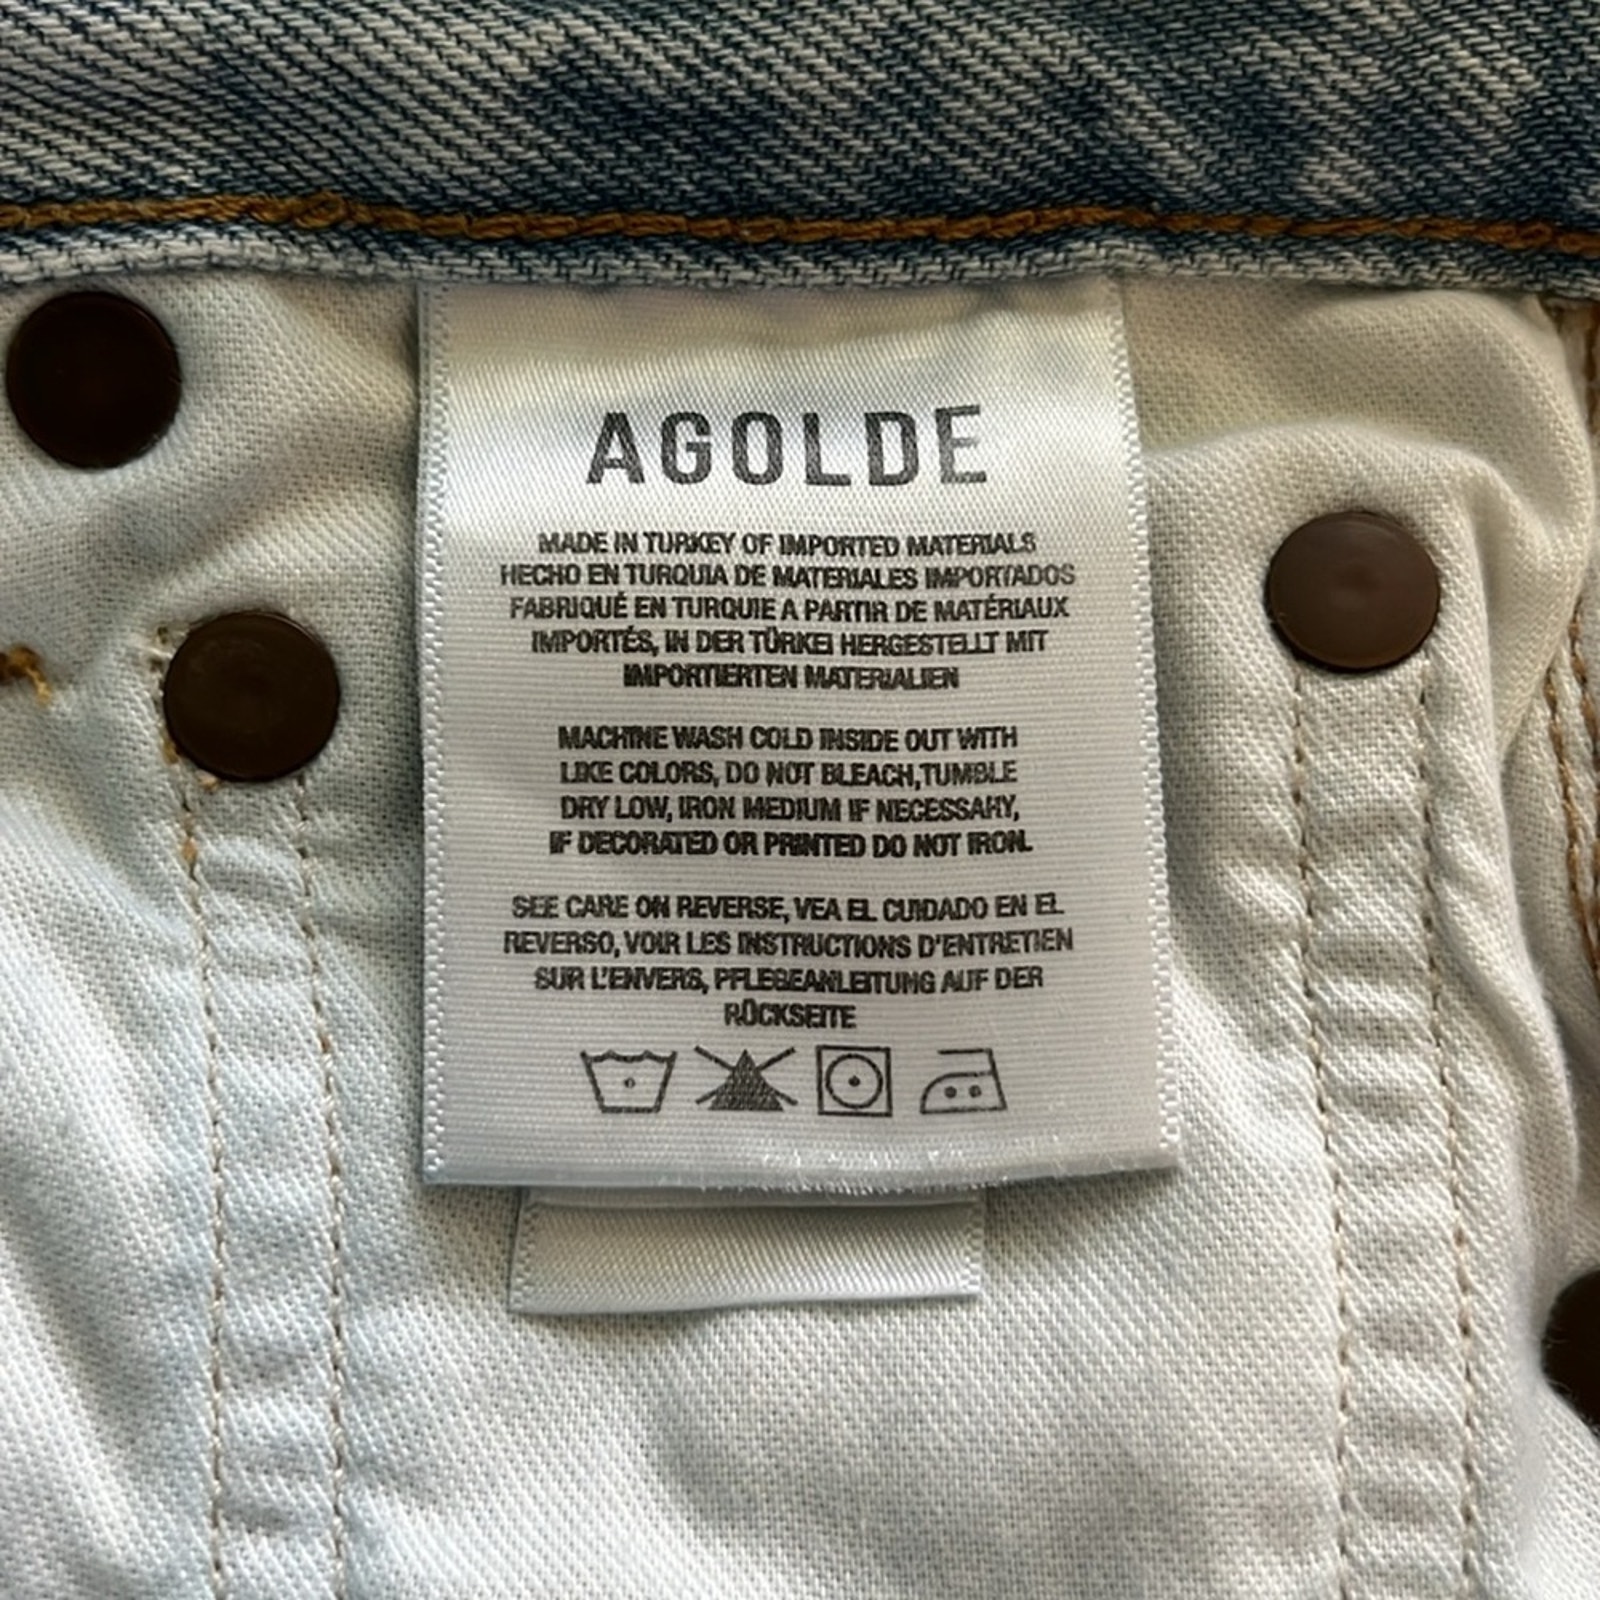 AGOLDE
MADE IN TURKEY OF IMPORTED MATERIALS
HECHO EN TURQUIA DE MATERIALES IMPORTADOS
FABRIQUÉ EN TURQUIE A PARTIR DE MATÉRIAUX
IMPORTÉS, IN DER TÜRKEI HERGESTELLT MIT
IMPORTIERTEN MATERIALIEN
MACHINE WASH COLD INSIDE OUT WITH
LIKE COLORS, DO NOT BLEACH,TUMBLE
DRY LOW, IRON MEDIUM IF NECESSARY,
IF DECORATED OR PRINTED DO NOT IRON.
SEE CARE ON REVERSE, VEA EL CUIDADO EN EL
REVERSO, VOIR LES INSTRUCTIONS D'ENTRETIEN
SUR L'ENVERS, PFLEGEANLEITUNG AUF DER
RÜCKSEITE